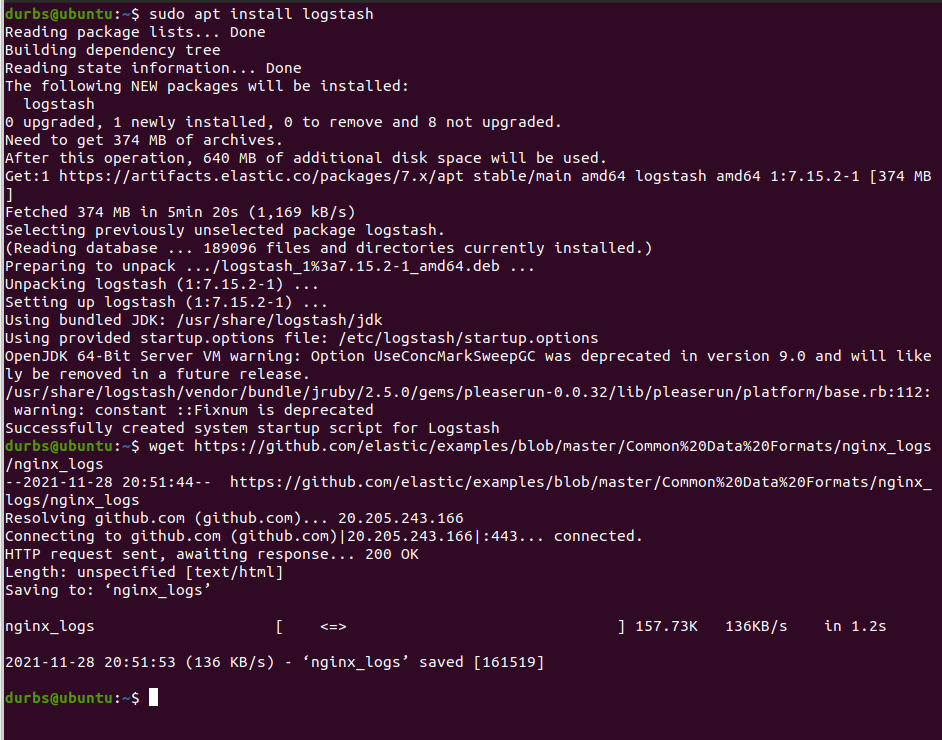 durbs@ubuntu:~$ sudo apt install logstash
Reading package lists... Done
Building dependency tree
Reading state information... Done
The following NEW packages will be installed:
  logstash
0 upgraded, 1 newly installed, 0 to remove and 8 not upgraded.
Need to get 374 MB of archives.
After this operation, 640 MB of additional disk space will be used.
Get:1 https://artifacts.elastic.co/packages/7.x/apt stable/main amd64 logstash amd64 1:7.15.2-1 [374 MB
]
Fetched 374 MB in 5min 20s (1,169 kB/s)
Selecting previously unselected package logstash.
(Reading database ... 189096 files and directories currently installed.)
Preparing to unpack .../logstash_1%3a7.15.2-1_amd64.deb ...
Unpacking logstash (1:7.15.2-1) ...
Setting up logstash (1:7.15.2-1) ...
Using bundled JDK: /usr/share/logstash/jdk
Using provided startup.options file: /etc/logstash/startup.options
OpenJDK 64-Bit Server VM warning: Option UseConcMarkSweepGC was deprecated in version 9.0 and will like
ly be removed in a future release.
/usr/share/logstash/vendor/bundle/jruby/2.5.0/gems/pleaserun-0.0.32/lib/pleaserun/platform/base.rb:112:
 warning: constant ::Fixnum is deprecated
Successfully created system startup script for Logstash
durbs@ubuntu:~$ wget https://github.com/elastic/examples/blob/master/Common%20Data%20Formats/nginx_logs
/nginx_logs
--2021-11-28 20:51:44--  https://github.com/elastic/examples/blob/master/Common%20Data%20Formats/nginx_
logs/nginx_logs
Resolving github.com (github.com)... 20.205.243.166
Connecting to github.com (github.com)|20.205.243.166|:443... connected.
HTTP request sent, awaiting response... 200 OK
Length: unspecified [text/html]
Saving to: ‘nginx_logs’
nginx_logs                    [    <=>                              ] 157.73K   136KB/s    in 1.2s
2021-11-28 20:51:53 (136 KB/s) - ‘nginx_logs’ saved [161519]
durbs@ubuntu:~$